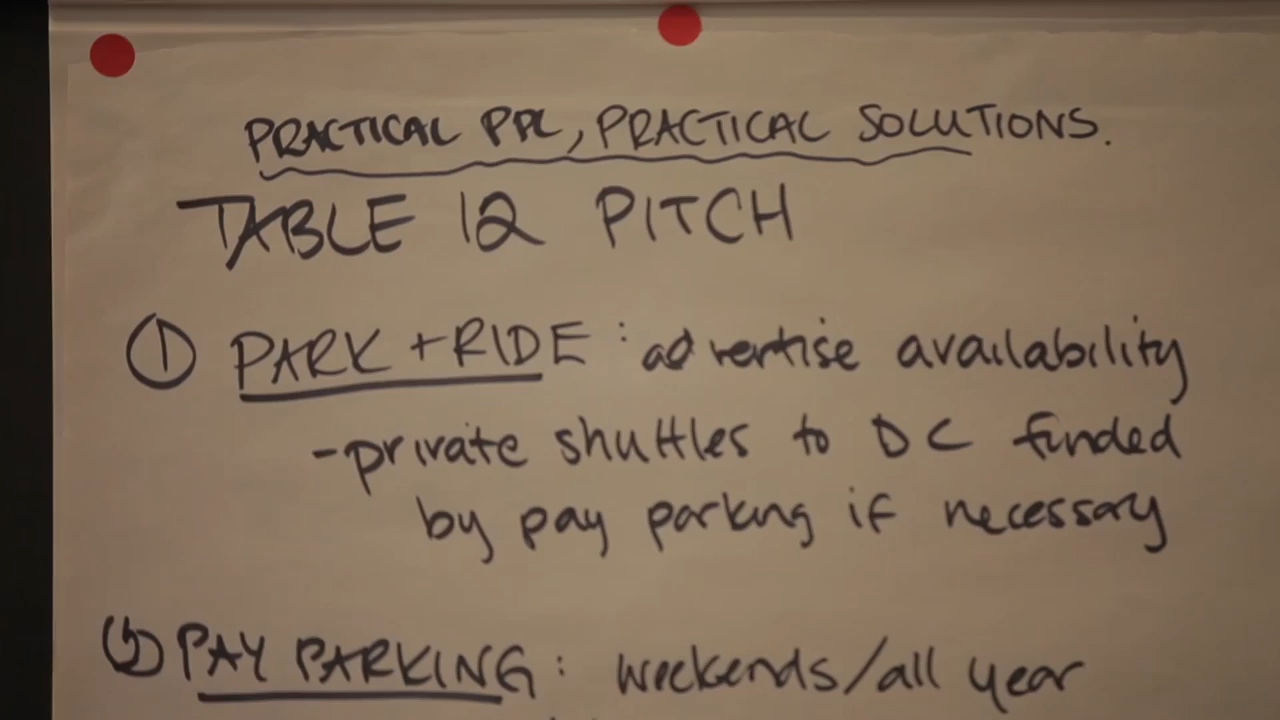 PRACTICAL PPL, PRACTICAL SOLUTIONS.
TABLE 12 PITCH
① PARK + RIDE : advertise availability
- private shuttles to DC funded
by pay parking if necessary
② PAY PARKING : weekends/all year